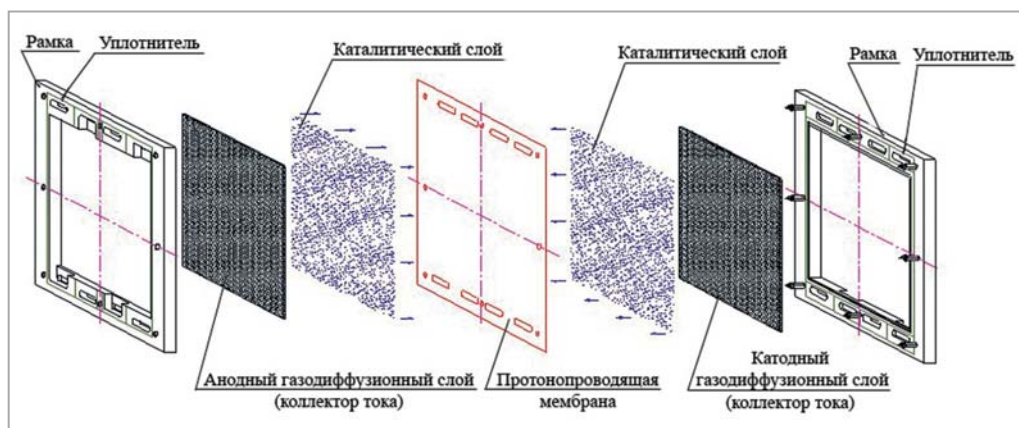 Рамка
Уплотнитель
Каталитический слой
Каталитический слой
Рамка
Уплотнитель
Анодный газодиффузионный слой
(коллектор тока)
Протонопроводящая
мембрана
Катодный
газодиффузионный слой
(коллектор тока)